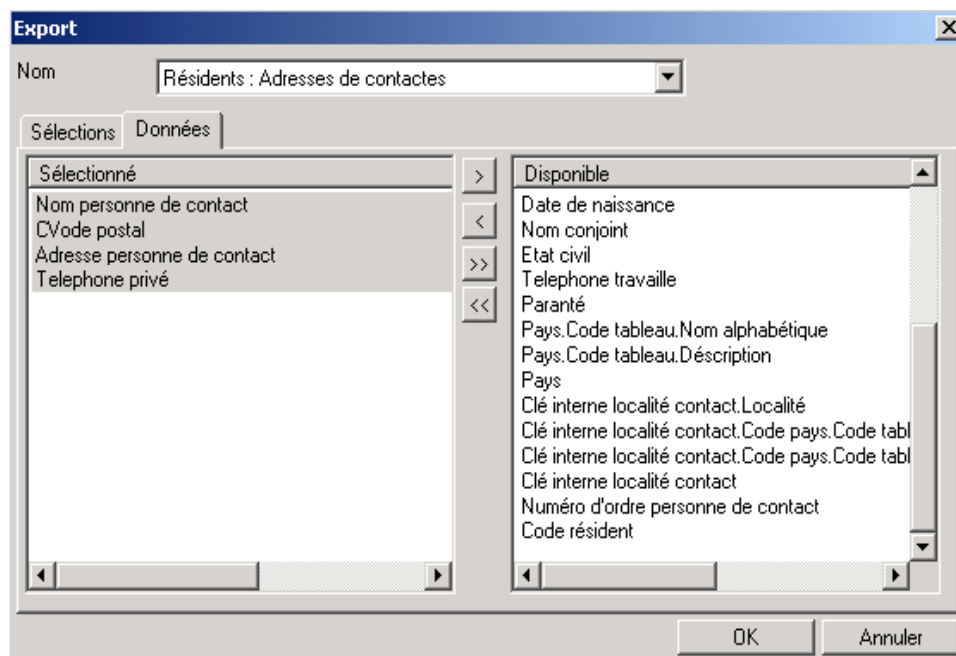 Export
Nom
Résidents : Adresses de contactes
Sélections
Données
Sélectionné
Nom personne de contact
CVode postal
Adresse personne de contact
Telephone privé
>
<
>>
<<
Disponible
Date de naissance
Nom conjoint
Etat civil
Telephone travaille
Paranté
Pays.Code tableau.Nom alphabétique
Pays.Code tableau.Déscription
Pays
Clé interne localité contact.Localité
Clé interne localité contact.Code pays.Code tabl
Clé interne localité contact.Code pays.Code tabl
Clé interne localité contact
Numéro d'ordre personne de contact
Code résident
OK
Annuler